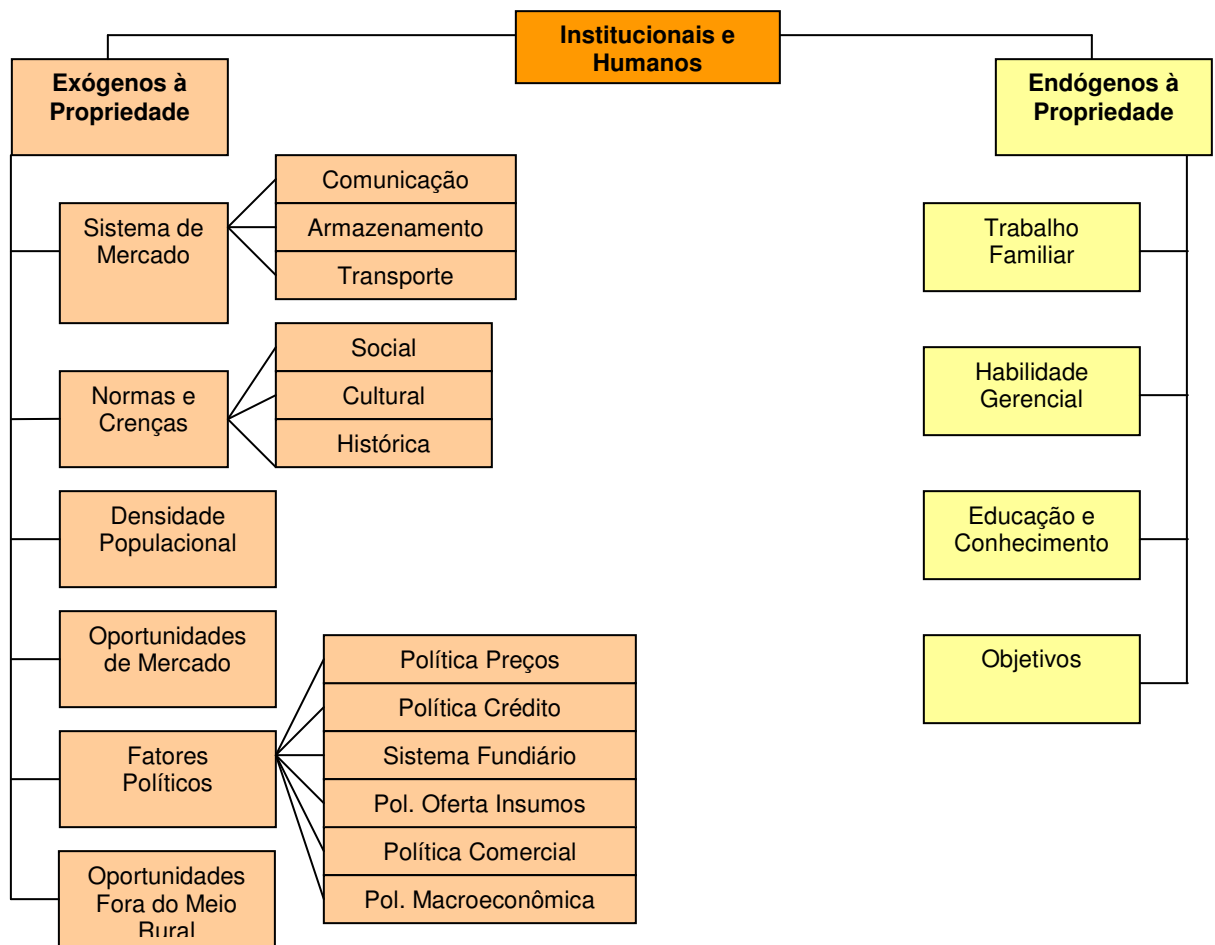 Institucionais e
Humanos
Exógenos à
Propriedade
Endógenos à
Propriedade
Sistema de
Mercado
Comunicação
Armazenamento
Transporte
Normas e
Crenças
Social
Cultural
Histórica
Densidade
Populacional
Oportunidades
de Mercado
Fatores
Políticos
Política Preços
Política Crédito
Sistema Fundiário
Pol. Oferta Insumos
Política Comercial
Pol. Macroeconômica
Oportunidades
Fora do Meio
Rural
Trabalho
Familiar
Habilidade
Gerencial
Educação e
Conhecimento
Objetivos